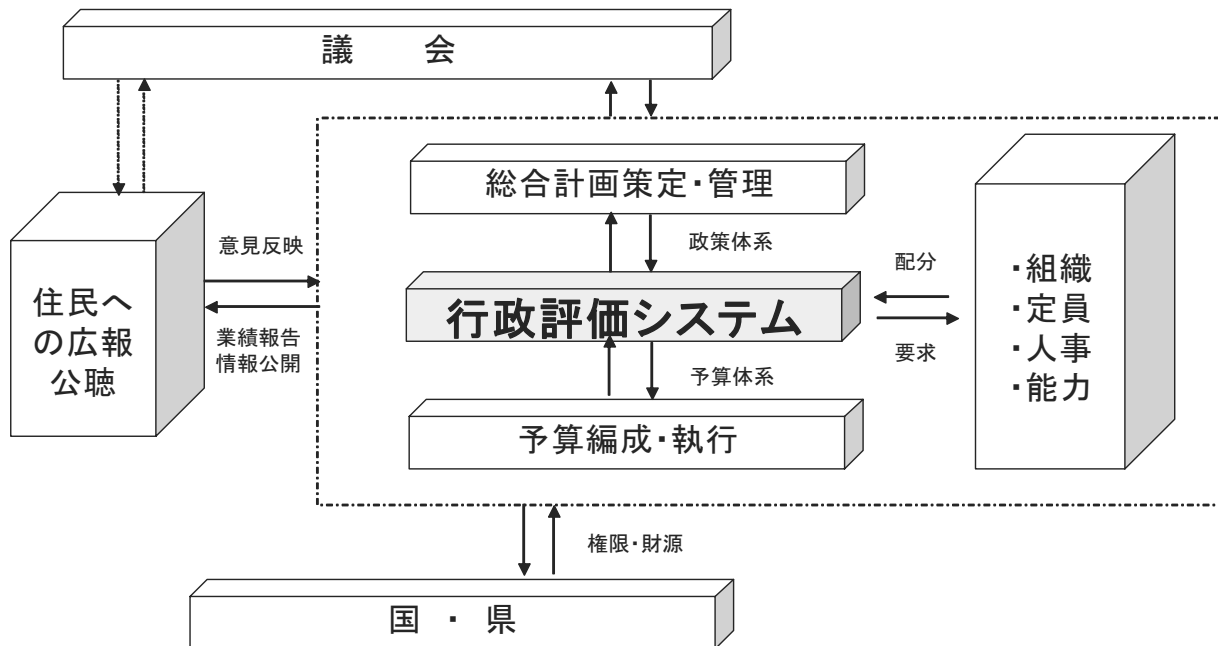 議　会
総合計画策定・管理
意見反映
政策体系
住民へ
の広報
公聴
行政評価システム
配分
要求
・組織
・定員
・人事
・能力
業績報告
情報公開
予算体系
予算編成・執行
権限・財源
国 ・ 県